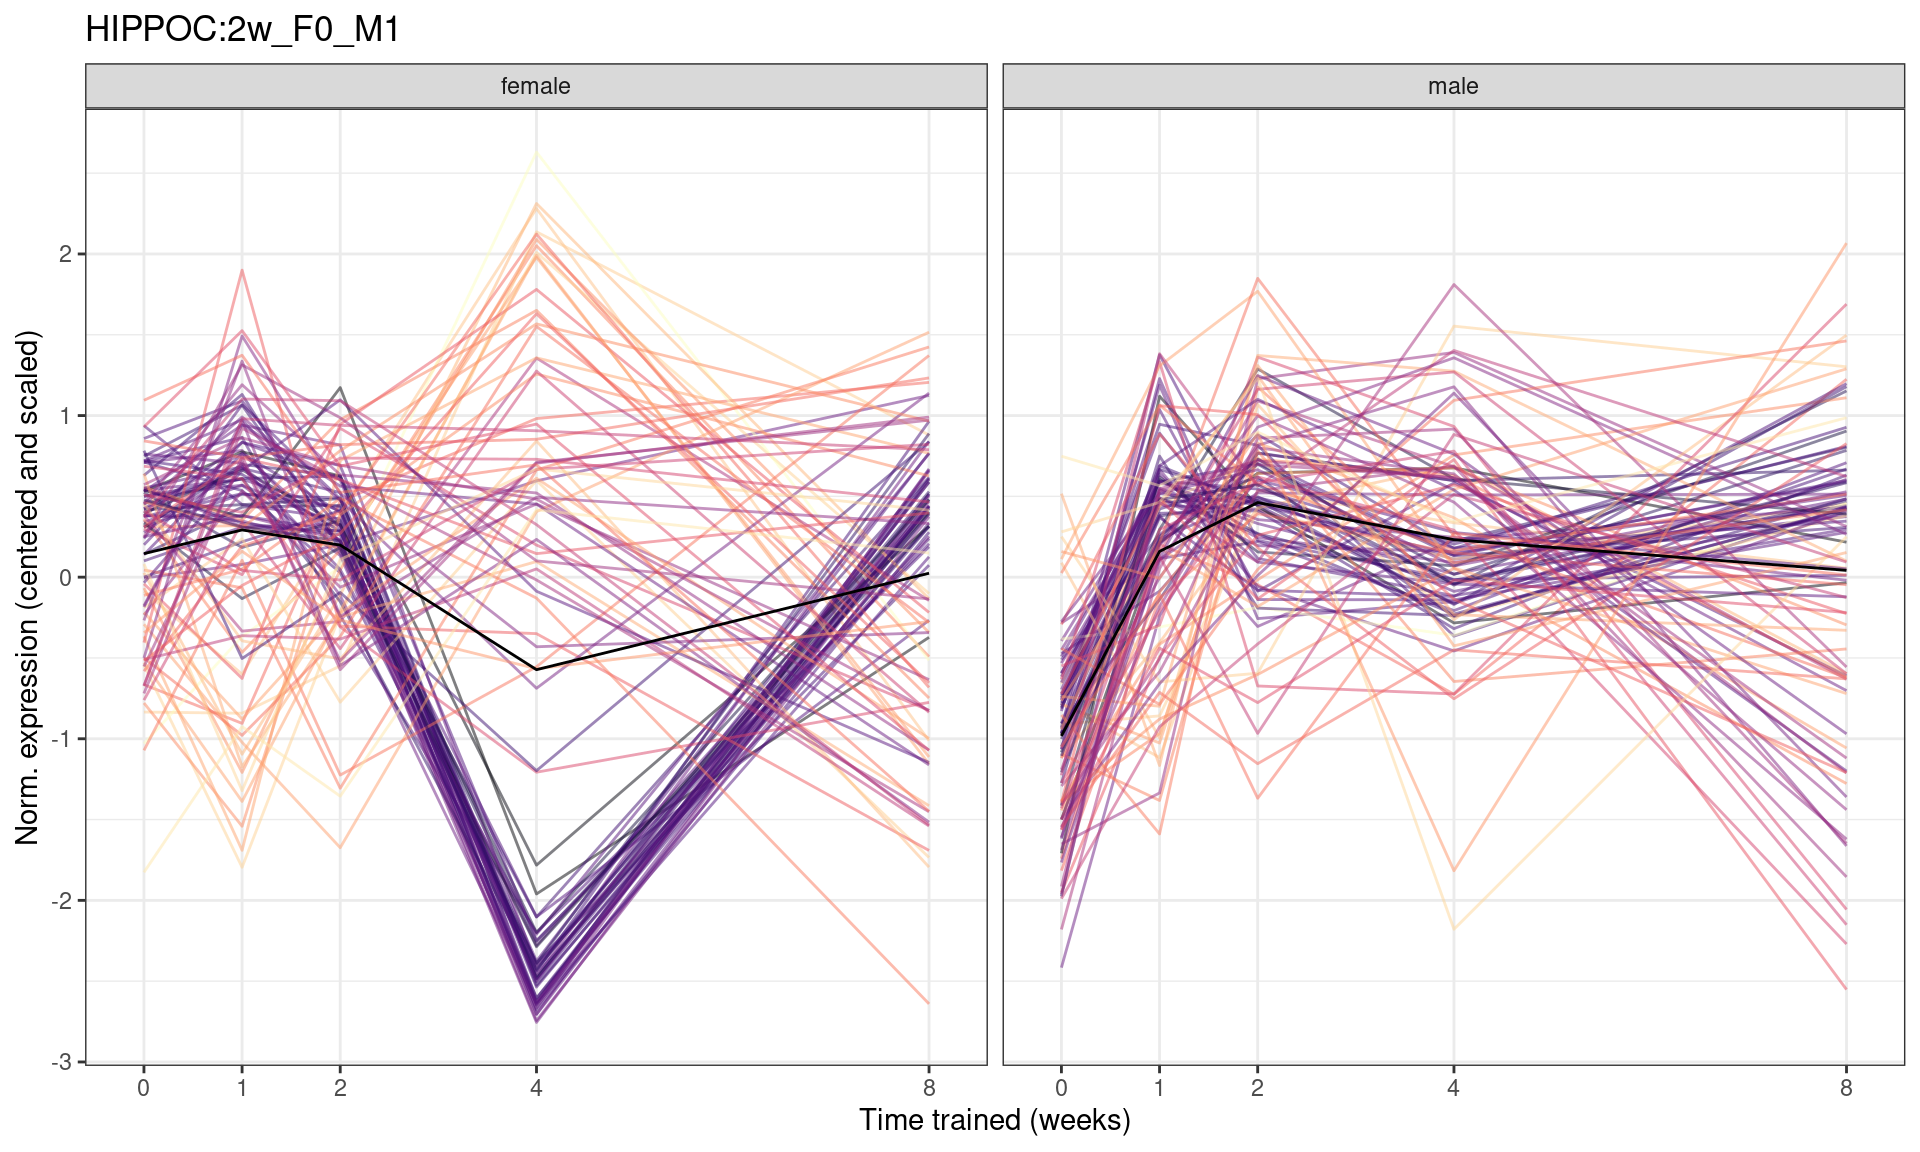 HIPPOC:2w_F0_M1
female
male
Norm. expression (centered and scaled)
2
1
0
-1
-2
-3
0 1 2 4 8
0 1 2 4 8
Time trained (weeks)